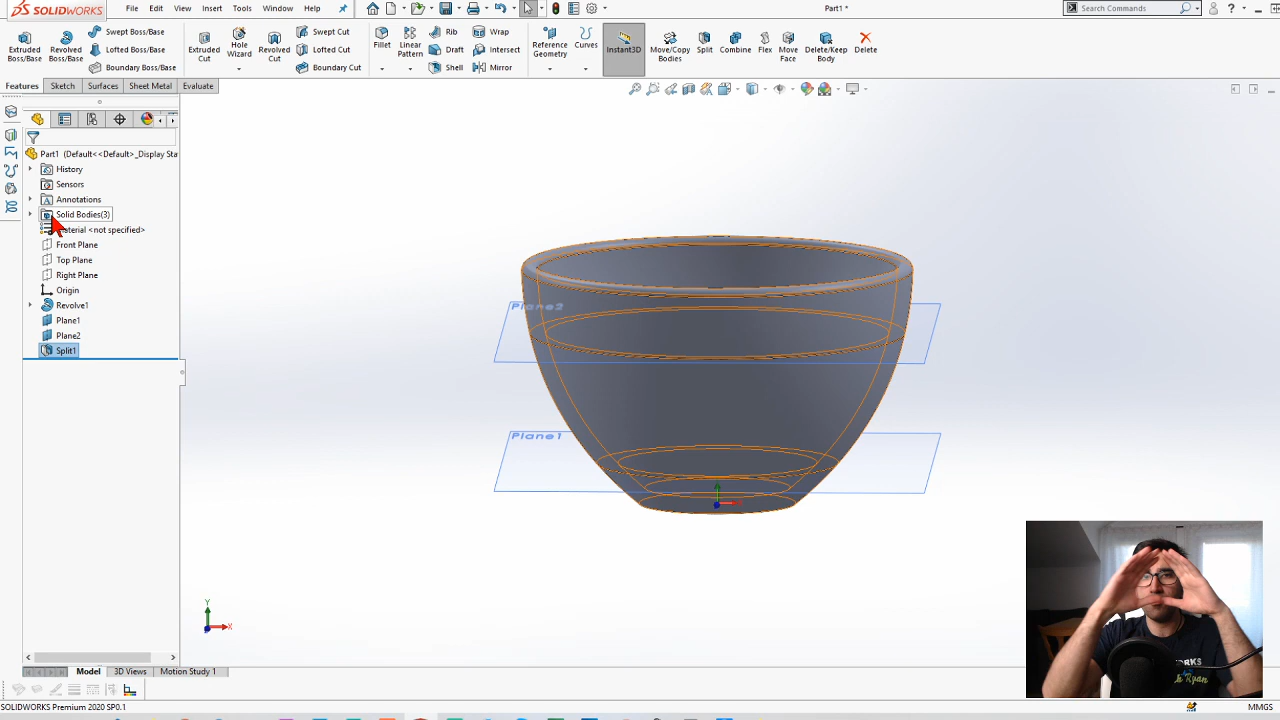 SOLIDWORKS
File Edit View Insert Tools Window Help
Part1 *
Search Commands
Extruded Boss/Base
Revolved Boss/Base
Swept Boss/Base
Lofted Boss/Base
Boundary Boss/Base
Extruded Cut
Hole Wizard
Revolved Cut
Swept Cut
Lofted Cut
Boundary Cut
Fillet
Linear Pattern
Rib
Draft
Shell
Wrap
Intersect
Mirror
Reference Geometry
Curves
Instant3D
Move/Copy Bodies
Split
Combine
Flex
Move Face
Delete/Keep Body
Delete
Features Sketch Surfaces Sheet Metal Evaluate
Part1 (Default<<Default>_Display Sta
History
Sensors
Annotations
Solid Bodies(3)
aterial <not specified>
Front Plane
Top Plane
Right Plane
Origin
Revolve1
Plane1
Plane2
Split1
Plane2
Plane1
Y
X
Model 3D Views Motion Study 1
SOLIDWORKS Premium 2020 SP0.1
MMGS